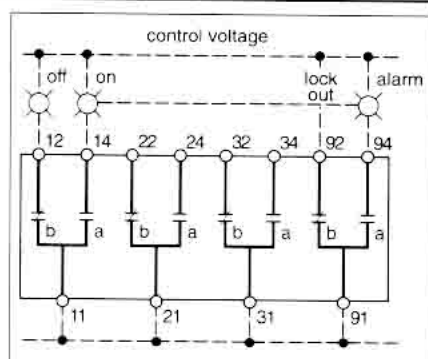 control voltage
off on lock out alarm
12 14 22 24 32 34 92 94
b a b a b a b a
11 21 31 91